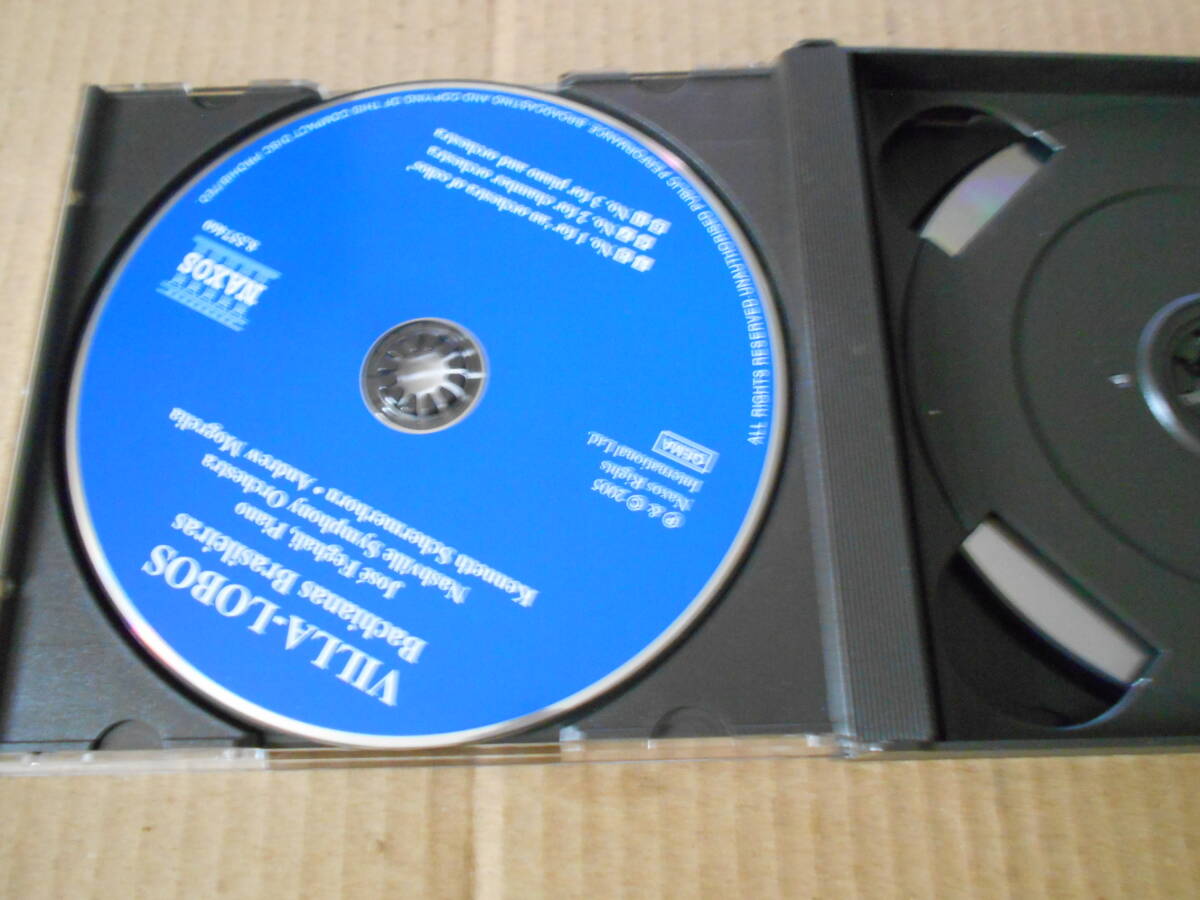 VILLA-LOBOS
Bachianas Brasileiras
José Feghali, Piano
Nashville Symphony Orchestra
Kenneth Schermerhorn • Andrew Mogrelia
℗ & © 2005
Naxos Rights
International Ltd.
GEMA
NAXOS
8.557460
No. 1 for 'an orchestra of cellos'
No. 2 for chamber orchestra
No. 3 for piano and orchestra
ALL RIGHTS RESERVED UNAUTHORISED PUBLIC PERFORMANCE BROADCASTING AND COPYING OF THIS COMPACT DISC PROHIBITED